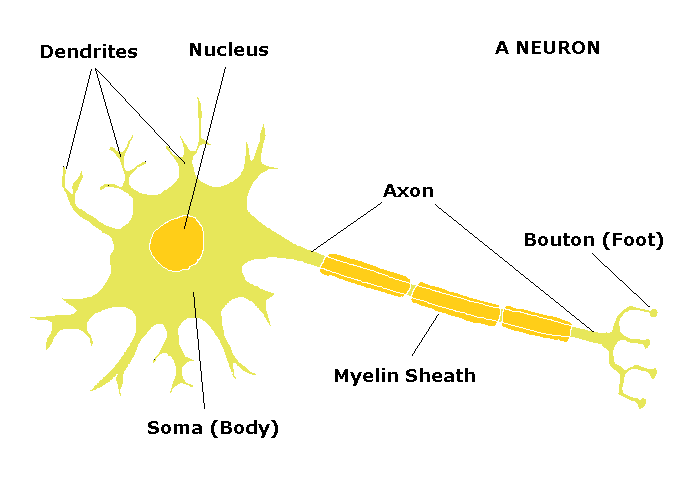 Dendrites
Nucleus
A NEURON
Axon
Bouton (Foot)
Myelin Sheath
Soma (Body)